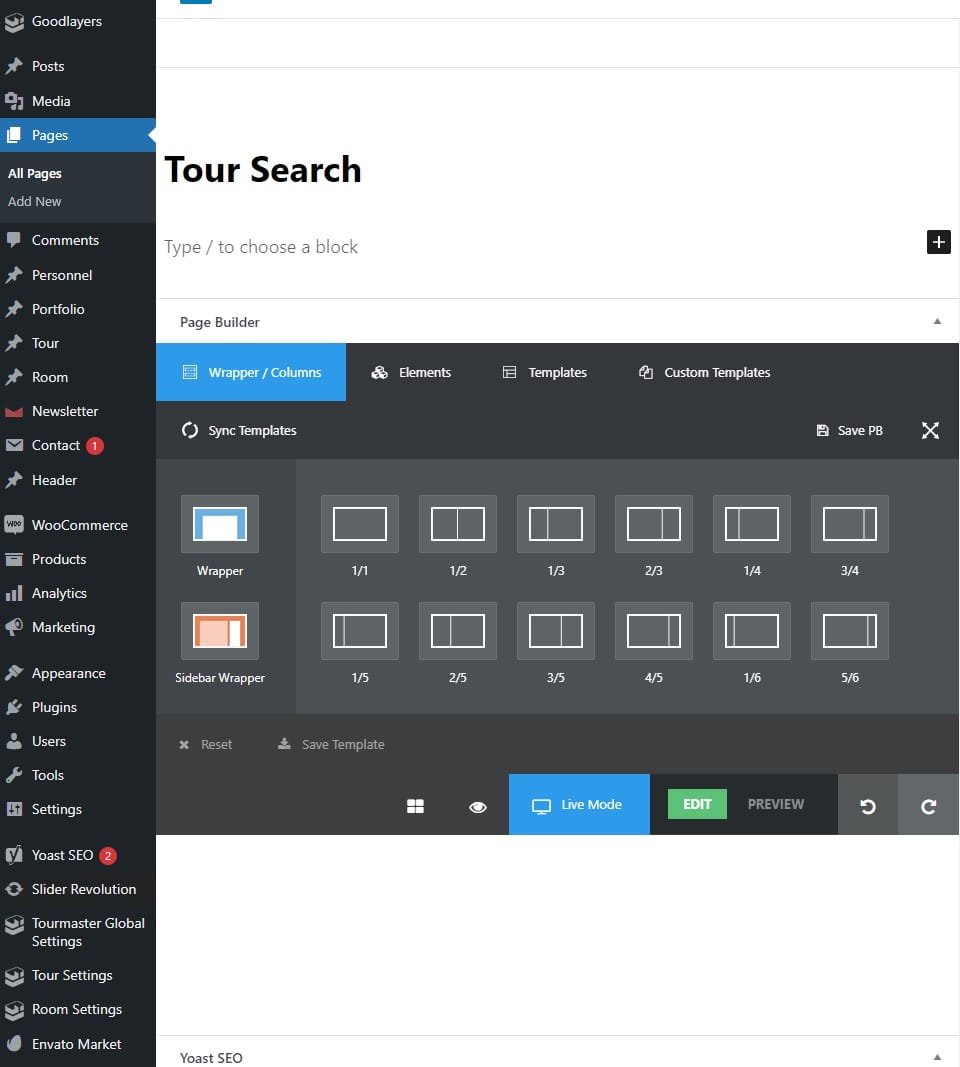 Goodlayers
Posts
Media
Pages
All Pages
Add New
Comments
Personnel
Portfolio
Tour
Room
Newsletter
Contact 1
Header
WooCommerce
Products
Analytics
Marketing
Appearance
Plugins
Users
Tools
Settings
Yoast SEO 2
Slider Revolution
Tourmaster Global
Settings
Tour Settings
Room Settings
Envato Market
Tour Search
Type / to choose a block
Page Builder
Wrapper / Columns Elements Templates Custom Templates
Sync Templates Save PB
Wrapper 1/1 1/2 1/3 2/3 1/4 3/4
Sidebar Wrapper 1/5 2/5 3/5 4/5 1/6 5/6
Reset Save Template
Live Mode EDIT PREVIEW
Yoast SEO